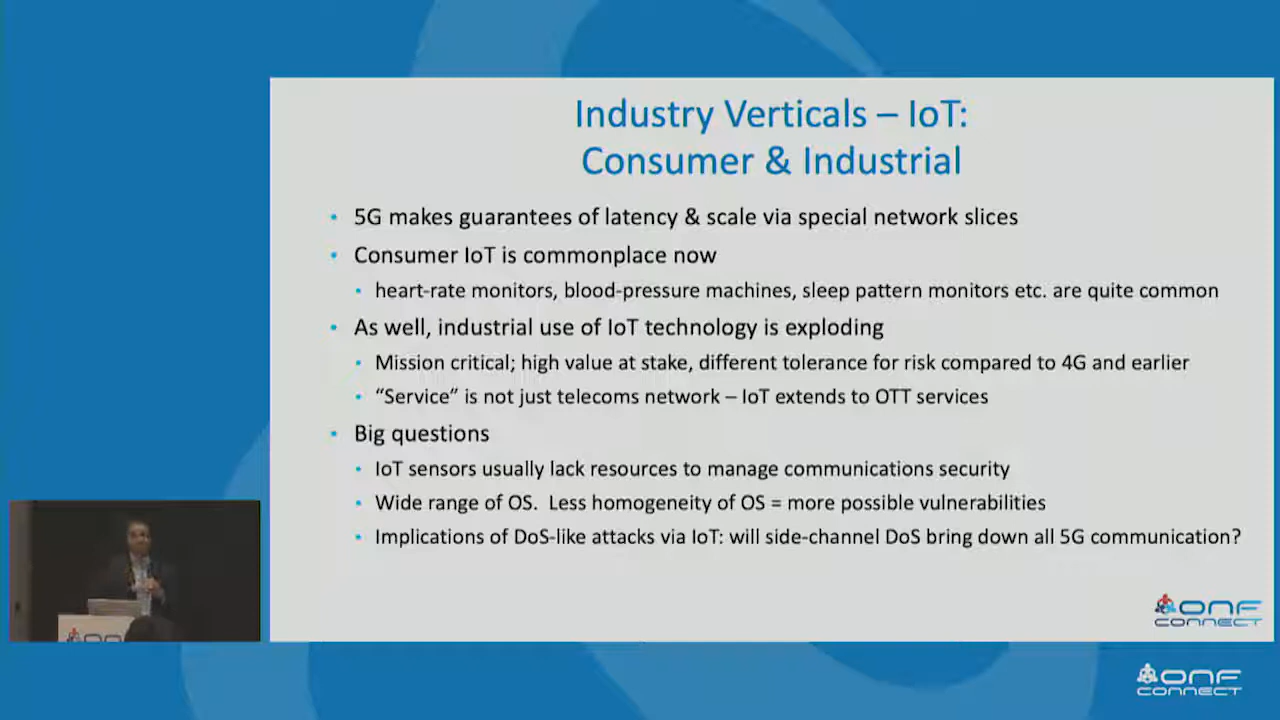 Industry Verticals – IoT:
Consumer & Industrial
• 5G makes guarantees of latency & scale via special network slices
• Consumer IoT is commonplace now
• heart-rate monitors, blood-pressure machines, sleep pattern monitors etc. are quite common
• As well, industrial use of IoT technology is exploding
• Mission critical; high value at stake, different tolerance for risk compared to 4G and earlier
• “Service” is not just telecoms network – IoT extends to OTT services
• Big questions
• IoT sensors usually lack resources to manage communications security
• Wide range of OS.  Less homogeneity of OS = more possible vulnerabilities
• Implications of DoS-like attacks via IoT: will side-channel DoS bring down all 5G communication?
ONF
CONNECT
ONF
CONNECT